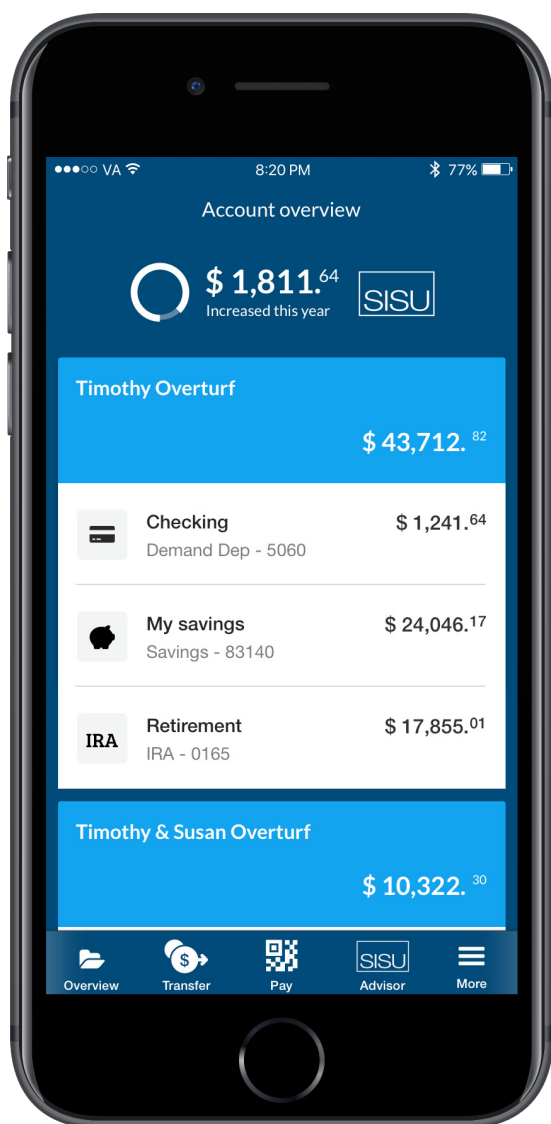 VA 8:20 PM 77%
Account overview
$ 1,811.64
Increased this year
SISU
Timothy Overturf
$ 43,712. 82
Checking $ 1,241.64
Demand Dep - 5060
My savings $ 24,046.17
Savings - 83140
IRA Retirement $ 17,855.01
IRA - 0165
Timothy & Susan Overturf
$ 10,322. 30
$ SISU
Overview Transfer Pay Advisor More